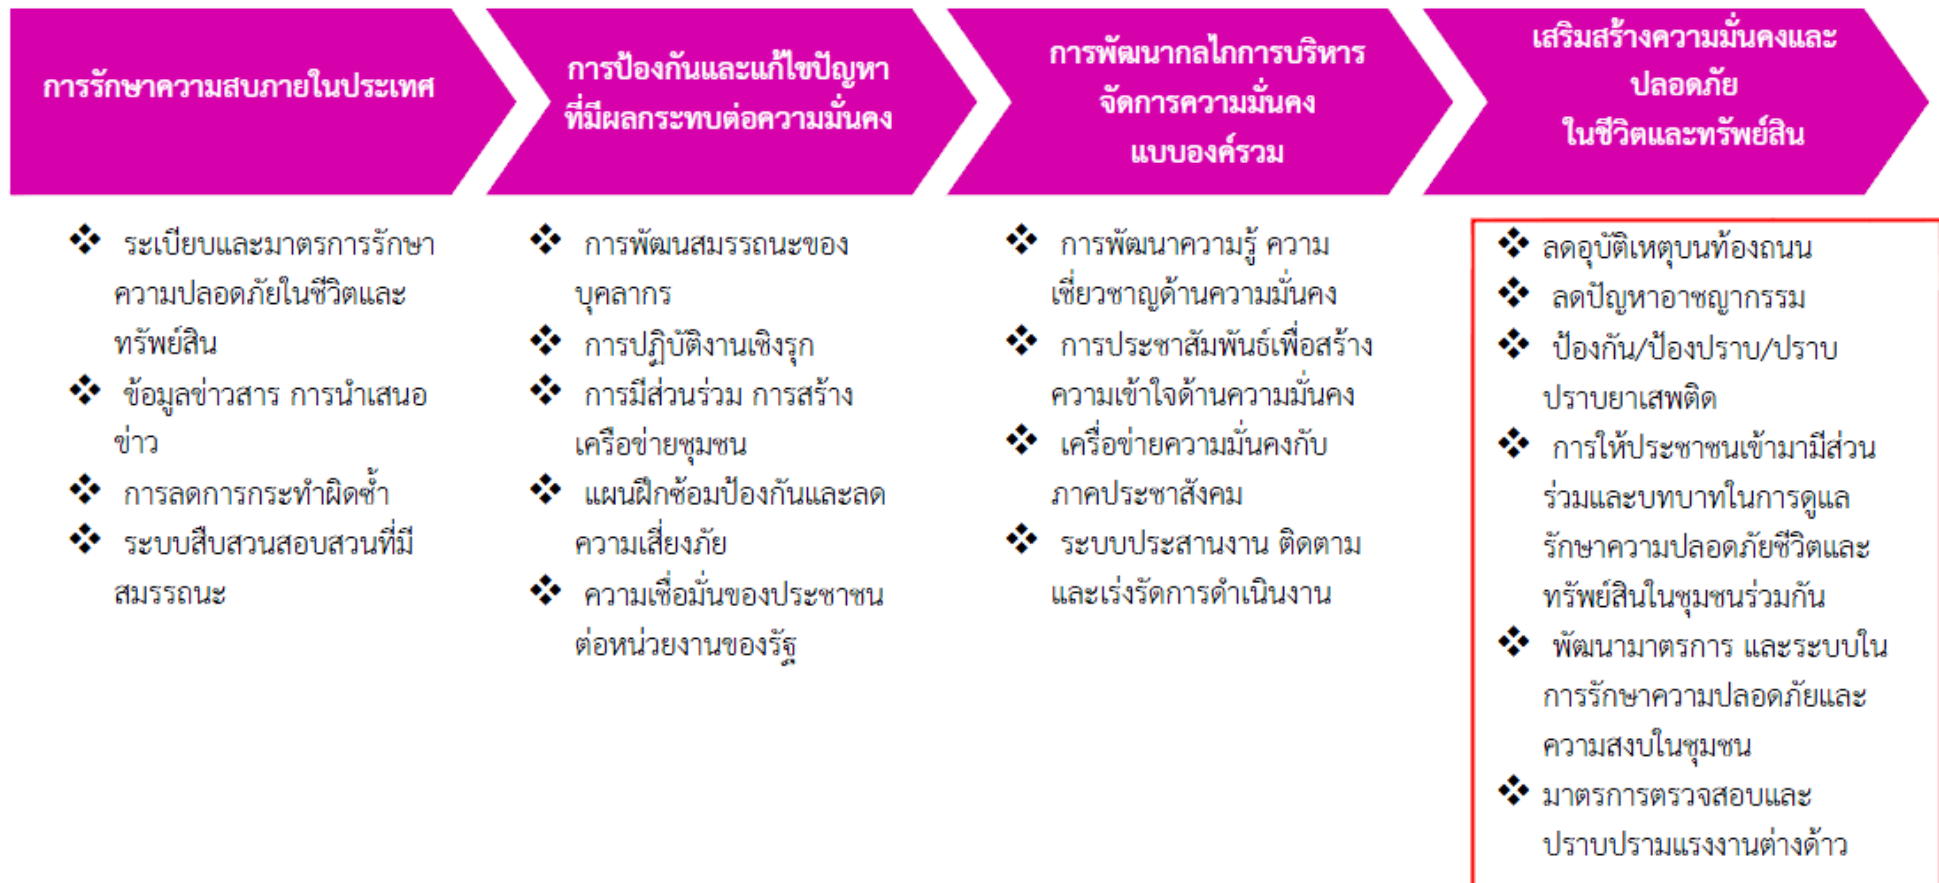 การรักษาความสบภายในประเทศ
การป้องกันและแก้ไขปัญหา
ที่มีผลกระทบต่อความมั่นคง
การพัฒนากลไกการบริหาร
จัดการความมั่นคง
แบบองค์รวม
เสริมสร้างความมั่นคงและ
ปลอดภัย
ในชีวิตและทรัพย์สิน
❖ ระเบียบและมาตรการรักษา
ความปลอดภัยในชีวิตและ
ทรัพย์สิน
❖ ข้อมูลข่าวสาร การนำเสนอ
ข่าว
❖ การลดการกระทำผิดซ้ำ
❖ ระบบสืบสวนสอบสวนที่มี
สมรรถนะ
❖ การพัฒนสมรรถนะของ
บุคลากร
❖ การปฏิบัติงานเชิงรุก
❖ การมีส่วนร่วม การสร้าง
เครือข่ายชุมชน
❖ แผนฝึกซ้อมป้องกันและลด
ความเสี่ยงภัย
❖ ความเชื่อมั่นของประชาชน
ต่อหน่วยงานของรัฐ
❖ การพัฒนาความรู้ ความ
เชี่ยวชาญด้านความมั่นคง
❖ การประชาสัมพันธ์เพื่อสร้าง
ความเข้าใจด้านความมั่นคง
❖ เครื่อข่ายความมั่นคงกับ
ภาคประชาสังคม
❖ ระบบประสานงาน ติดตาม
และเร่งรัดการดำเนินงาน
❖ ลดอุบัติเหตุบนท้องถนน
❖ ลดปัญหาอาชญากรรม
❖ ป้องกัน/ป้องปราบ/ปราบ
ปราบยาเสพติด
❖ การให้ประชาชนเข้ามามีส่วน
ร่วมและบทบาทในการดูแล
รักษาความปลอดภัยชีวิตและ
ทรัพย์สินในชุมชนร่วมกัน
❖ พัฒนามาตรการ และระบบใน
การรักษาความปลอดภัยและ
ความสงบในชุมชน
❖ มาตรการตรวจสอบและ
ปราบปรามแรงงานต่างด้าว